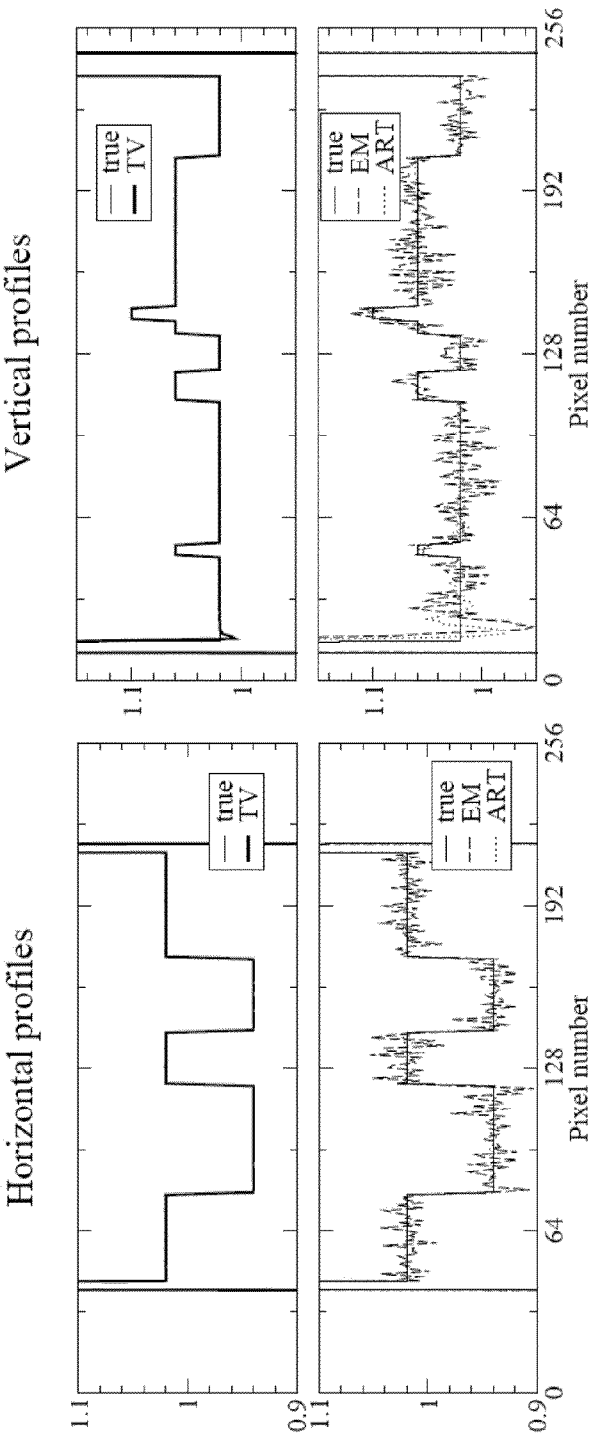 Horizontal profiles
1.1
1
0.9
true
TV
1.1
1
0.9
true
EM
ART
0
64
128
192
256
Pixel number
Vertical profiles
1.1
1
true
TV
1.1
1
true
EM
ART
0
64
128
192
256
Pixel number